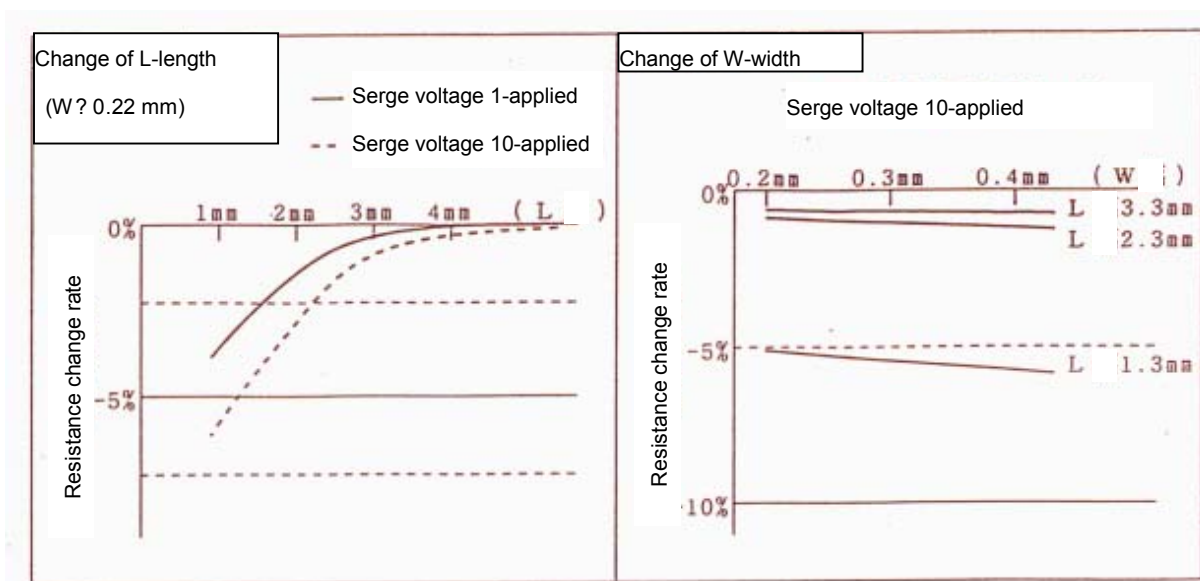 Change of L-length
(W ? 0.22 mm)
Serge voltage 1-applied
Serge voltage 10-applied
1mm 2mm 3mm 4mm ( L )
0%
-5%
Resistance change rate
Change of W-width
Serge voltage 10-applied
0.2mm 0.3mm 0.4mm ( W )
0%
L 3.3mm
L 2.3mm
-5%
L 1.3mm
-10%
Resistance change rate